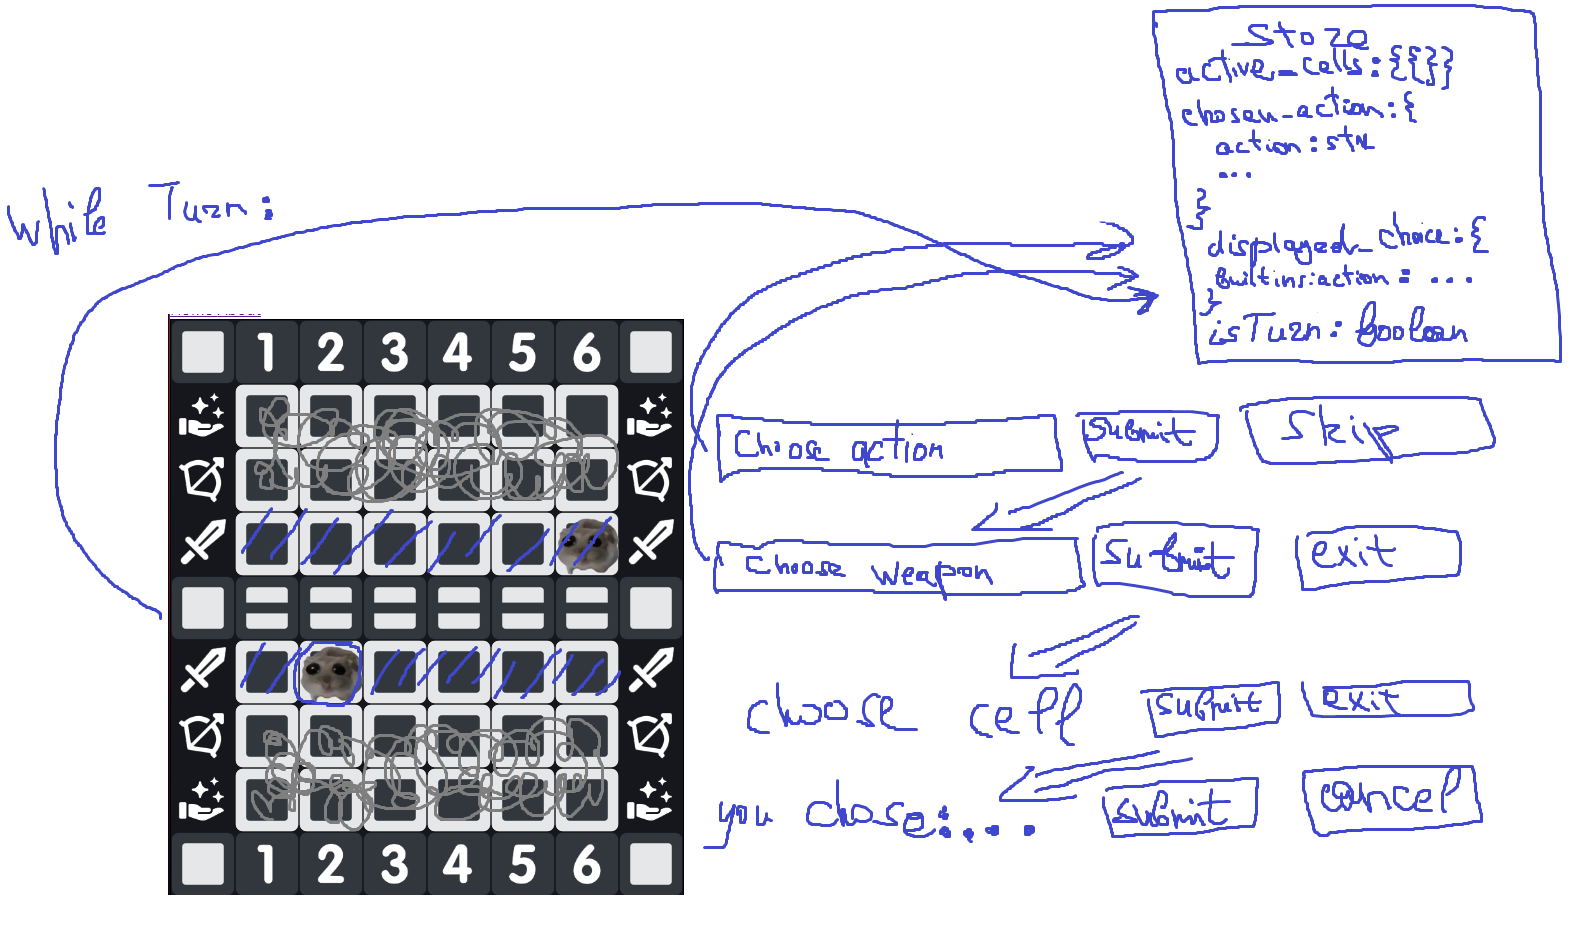 Store
active_cells:{{}}
chosen_action:{
action:str
...
}
displayed_choice:{
builtins:action: ...
}
isTurn: boolean
While Turn:
1 2 3 4 5 6
Choose action submit Skip
Choose weapon submit exit
choose cell submit exit
you chose:.... submit cancel
1 2 3 4 5 6